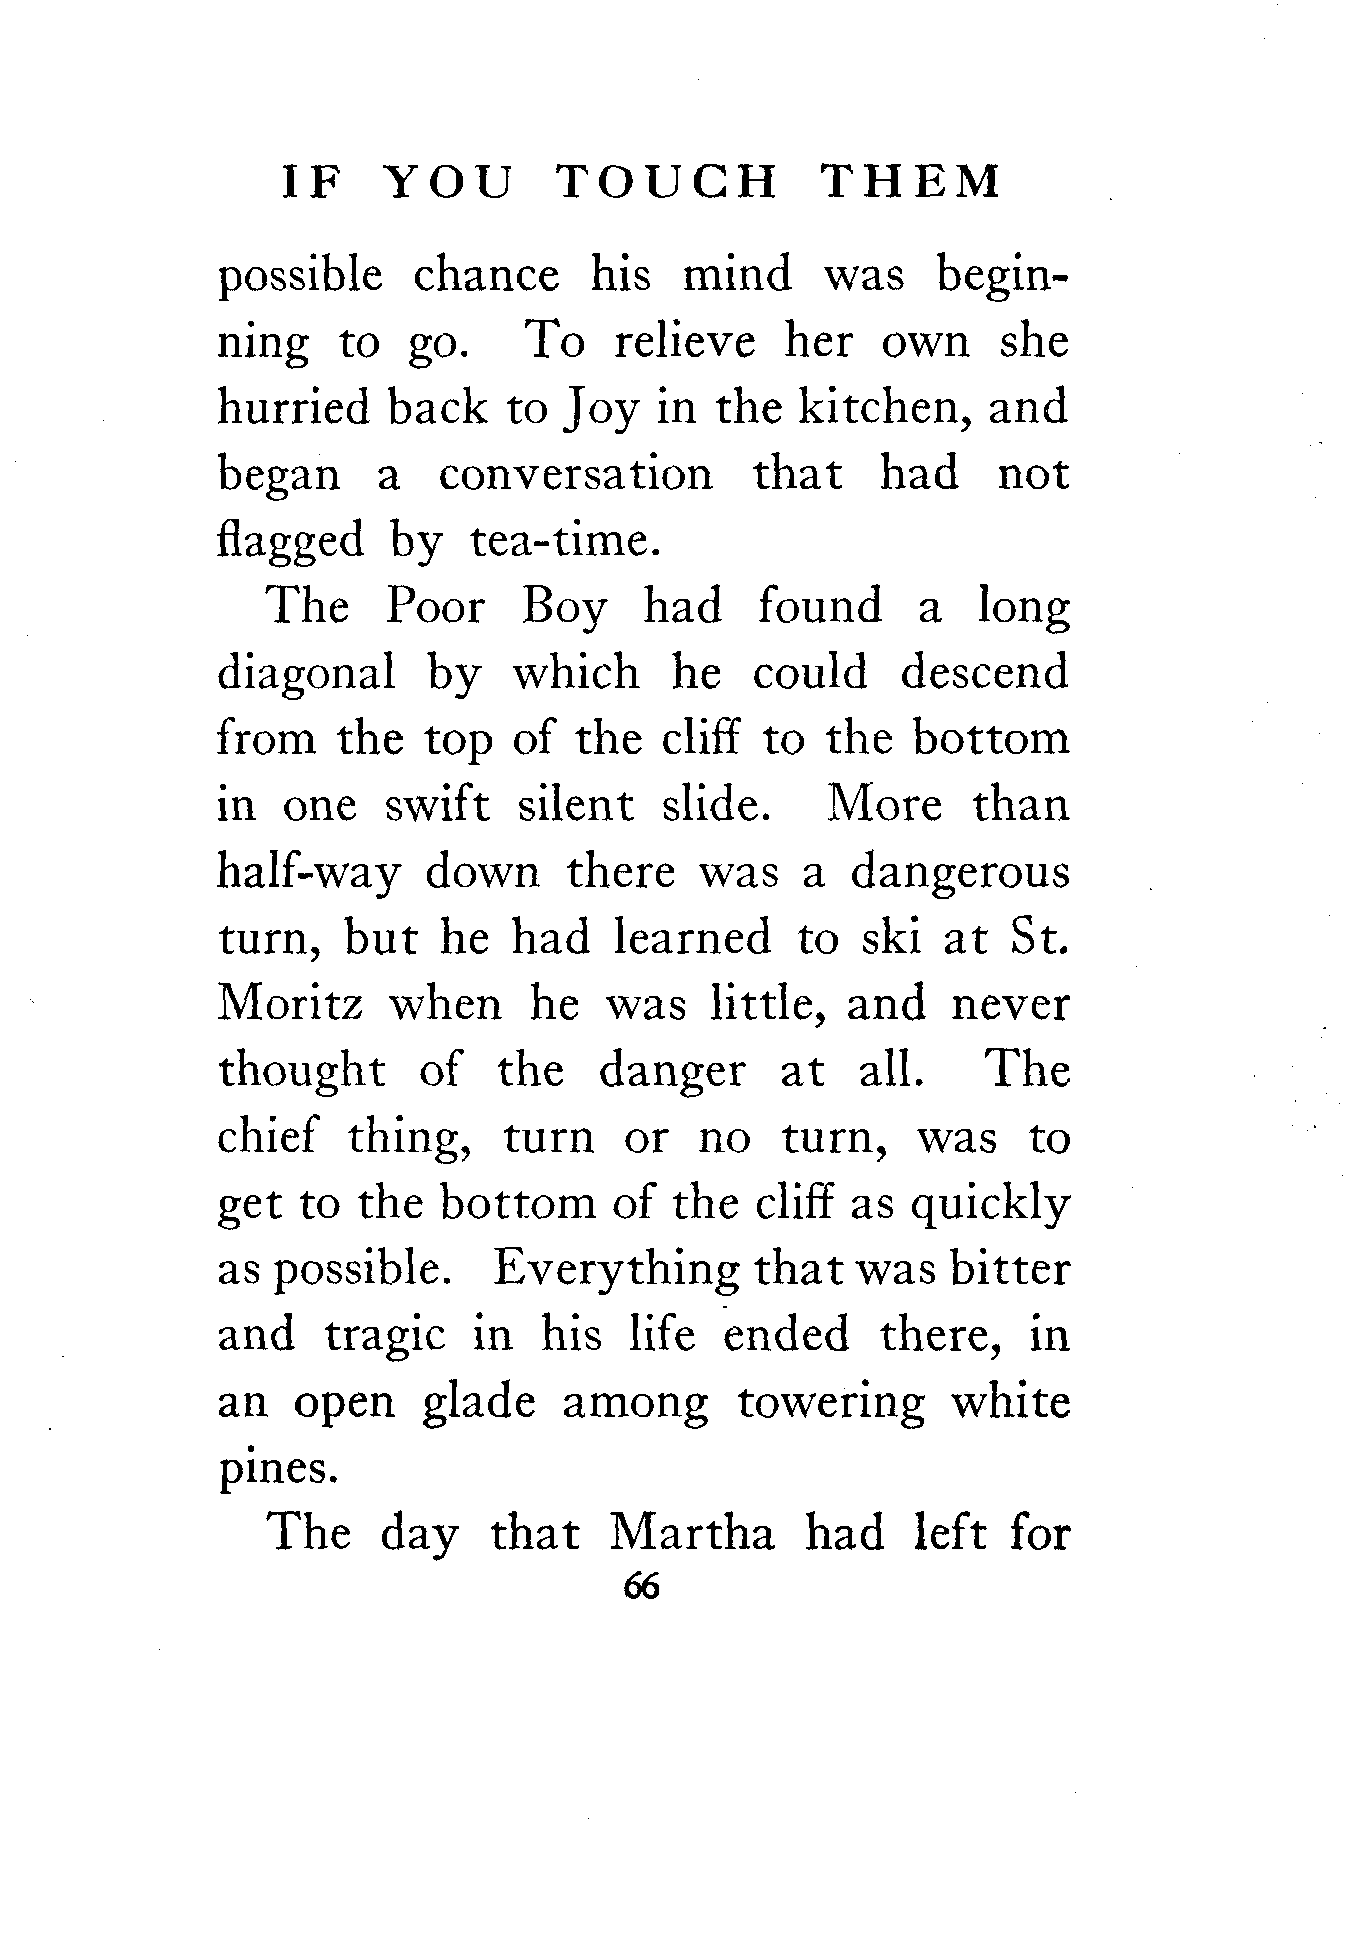 IF YOU TOUCH THEM
possible chance his mind was begin-
ning to go. To relieve her own she
hurried back to Joy in the kitchen, and
began a conversation that had not
flagged by tea-time.
The Poor Boy had found a long
diagonal by which he could descend
from the top of the cliff to the bottom
in one swift silent slide. More than
half-way down there was a dangerous
turn, but he had learned to ski at St.
Moritz when he was little, and never
thought of the danger at all. The
chief thing, turn or no turn, was to
get to the bottom of the cliff as quickly
as possible. Everything that was bitter
and tragic in his life ended there, in
an open glade among towering white
pines.
The day that Martha had left for
66